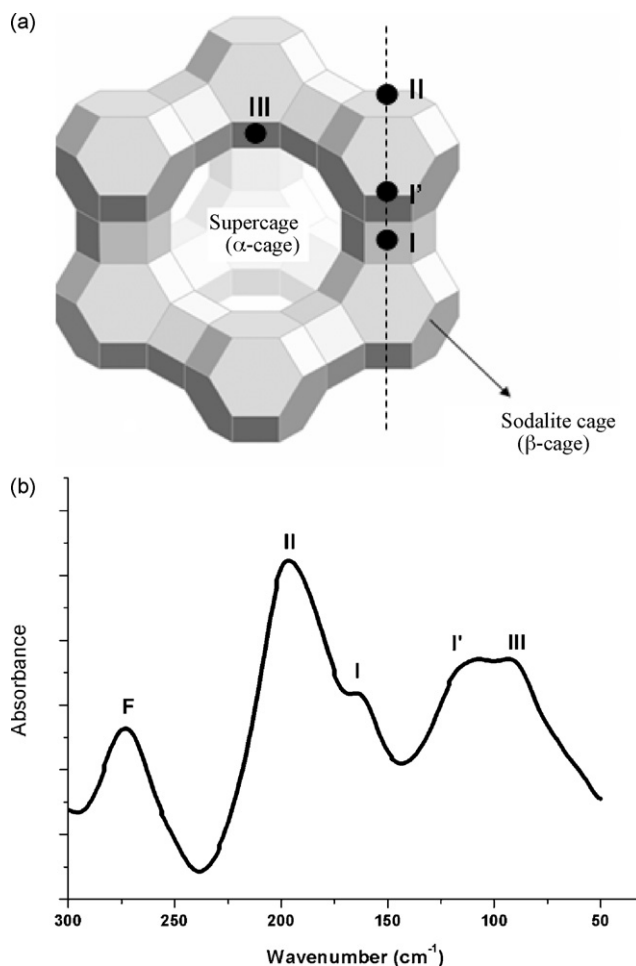 (a)
III
II
I'
I
Supercage
(α-cage)
Sodalite cage
(β-cage)
(b)
II
F
I
I'
III
Absorbance
300 250 200 150 100 50
Wavenumber (cm⁻¹)